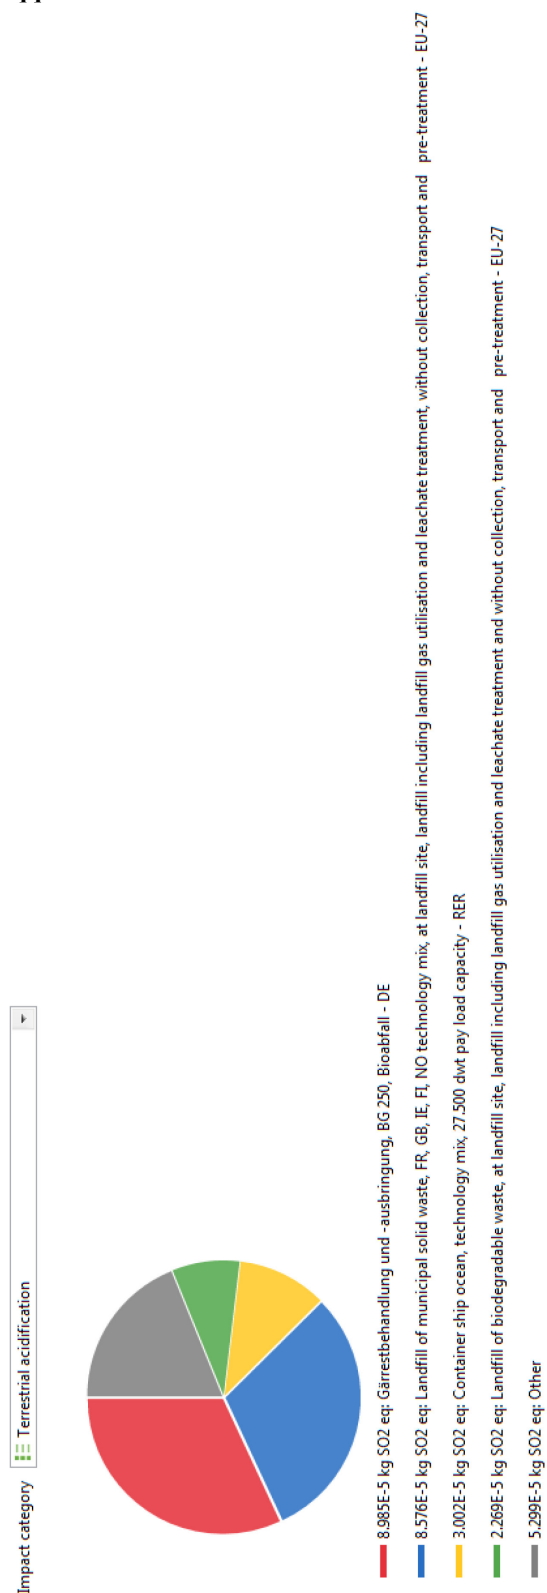 Impact category Terrestrial acidification
8.985E-5 kg SO2 eq: Gärrestbehandlung und -ausbringung, BG 250, Bioabfall - DE
8.576E-5 kg SO2 eq: Landfill of municipal solid waste, FR, GB, IE, FI, NO technology mix, at landfill site, landfill including landfill gas utilisation and leachate treatment, without collection, transport and pre-treatment - EU-27
3.002E-5 kg SO2 eq: Container ship ocean, technology mix, 27.500 dwt pay load capacity - RER
2.269E-5 kg SO2 eq: Landfill of biodegradable waste, at landfill site, landfill including landfill gas utilisation and leachate treatment and without collection, transport and pre-treatment - EU-27
5.299E-5 kg SO2 eq: Other